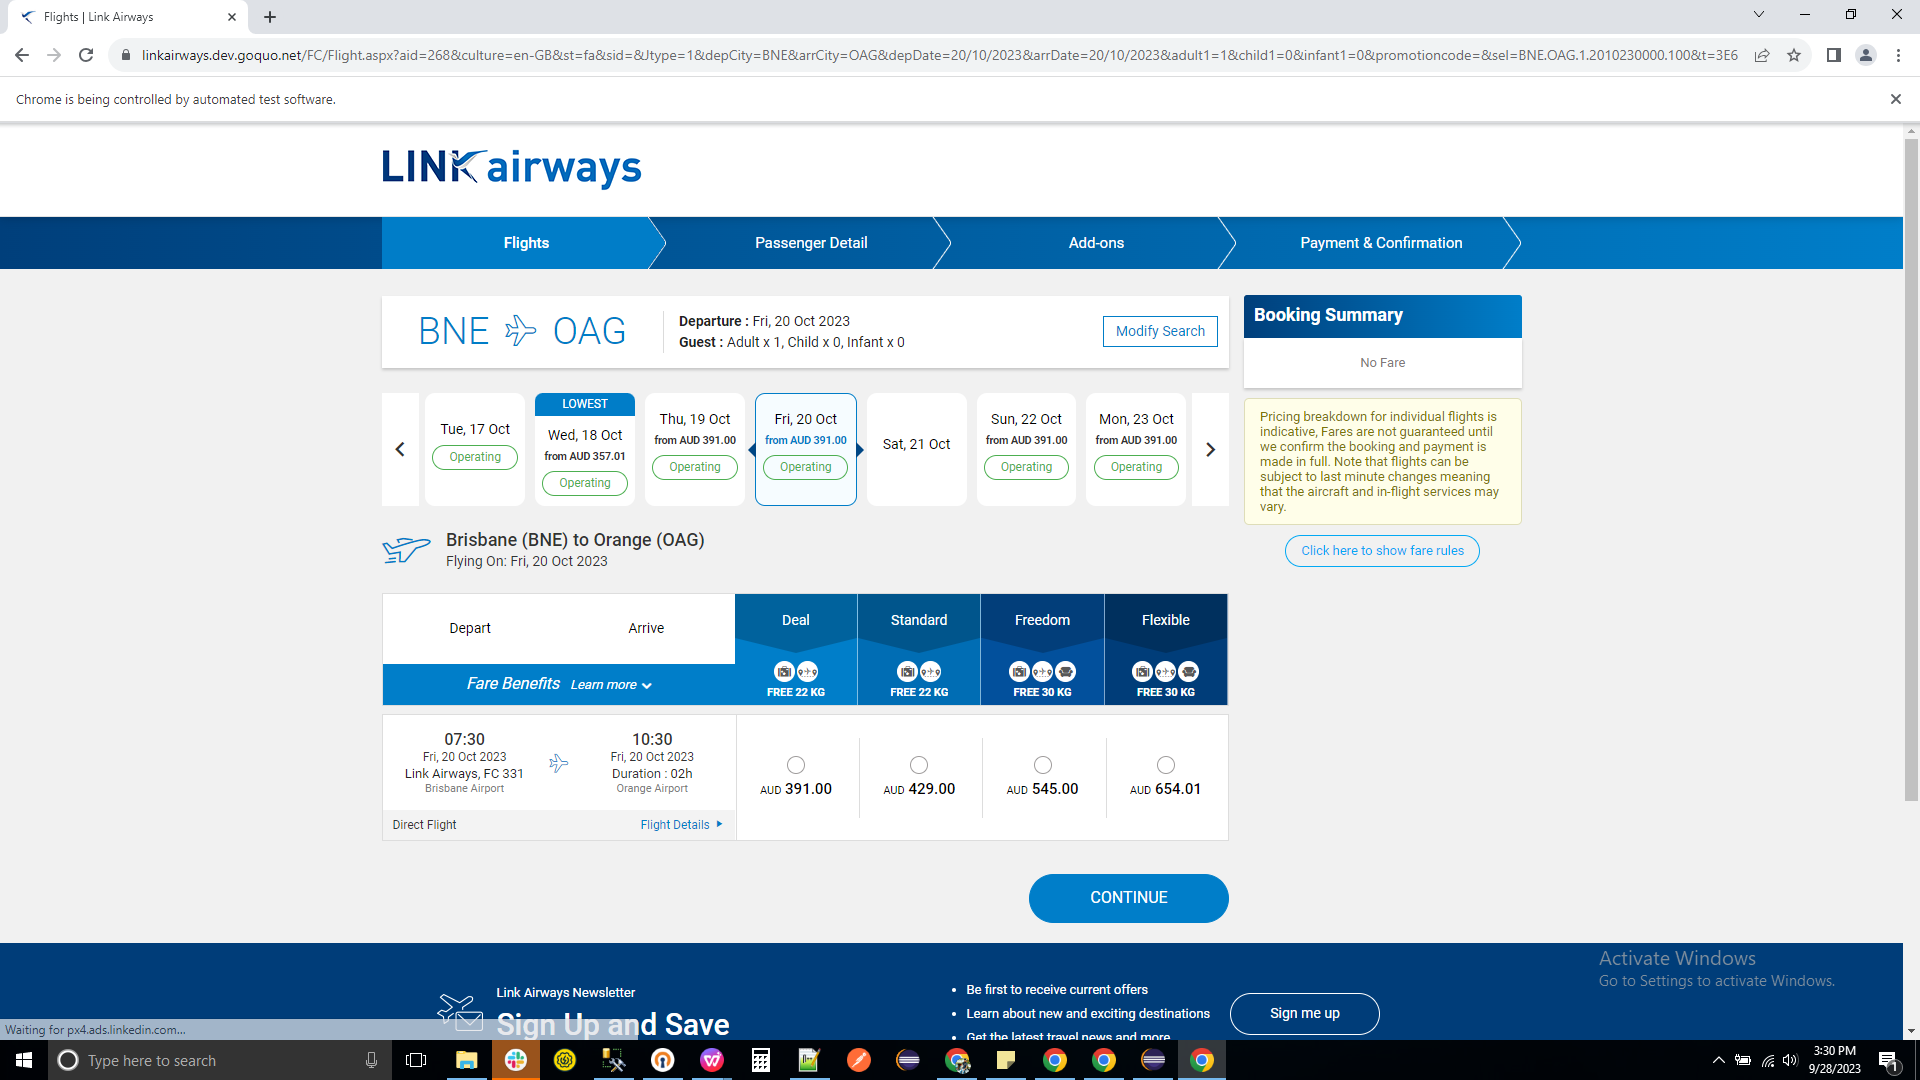 Flights | Link Airways
linkairways.dev.goquo.net/FC/Flight.aspx?aid=268&culture=en-GB&st=fa&sid=&Jtype=1&depCity=BNE&arrCity=OAG&depDate=20/10/2023&arrDate=20/10/2023&adult1=1&child1=0&infant1=0&promotioncode=&sel=BNE.OAG.1.2010230000.100&t=3E6
Chrome is being controlled by automated test software.
LINK airways
Flights
Passenger Detail
Add-ons
Payment & Confirmation
BNE OAG
Departure : Fri, 20 Oct 2023
Guest : Adult x 1, Child x 0, Infant x 0
Modify Search
Booking Summary
No Fare
Tue, 17 Oct
Operating
LOWEST
Wed, 18 Oct
from AUD 357.01
Operating
Thu, 19 Oct
from AUD 391.00
Operating
Fri, 20 Oct
from AUD 391.00
Operating
Sat, 21 Oct
Sun, 22 Oct
from AUD 391.00
Operating
Mon, 23 Oct
from AUD 391.00
Operating
Pricing breakdown for individual flights is
indicative, Fares are not guaranteed until
we confirm the booking and payment is
made in full. Note that flights can be
subject to last minute changes meaning
that the aircraft and in-flight services may
vary.
Click here to show fare rules
Brisbane (BNE) to Orange (OAG)
Flying On: Fri, 20 Oct 2023
Depart
Arrive
Deal
Standard
Freedom
Flexible
Fare Benefits Learn more
FREE 22 KG
FREE 22 KG
FREE 30 KG
FREE 30 KG
07:30
Fri, 20 Oct 2023
Link Airways, FC 331
Brisbane Airport
10:30
Fri, 20 Oct 2023
Duration : 02h
Orange Airport
AUD 391.00
AUD 429.00
AUD 545.00
AUD 654.01
Direct Flight
Flight Details
CONTINUE
Link Airways Newsletter
Sign Up and Save
Be first to receive current offers
Learn about new and exciting destinations
Get the latest travel news and more
Sign me up
Activate Windows
Go to Settings to activate Windows.
Waiting for px4.ads.linkedin.com...
Type here to search
3:30 PM
9/28/2023
1